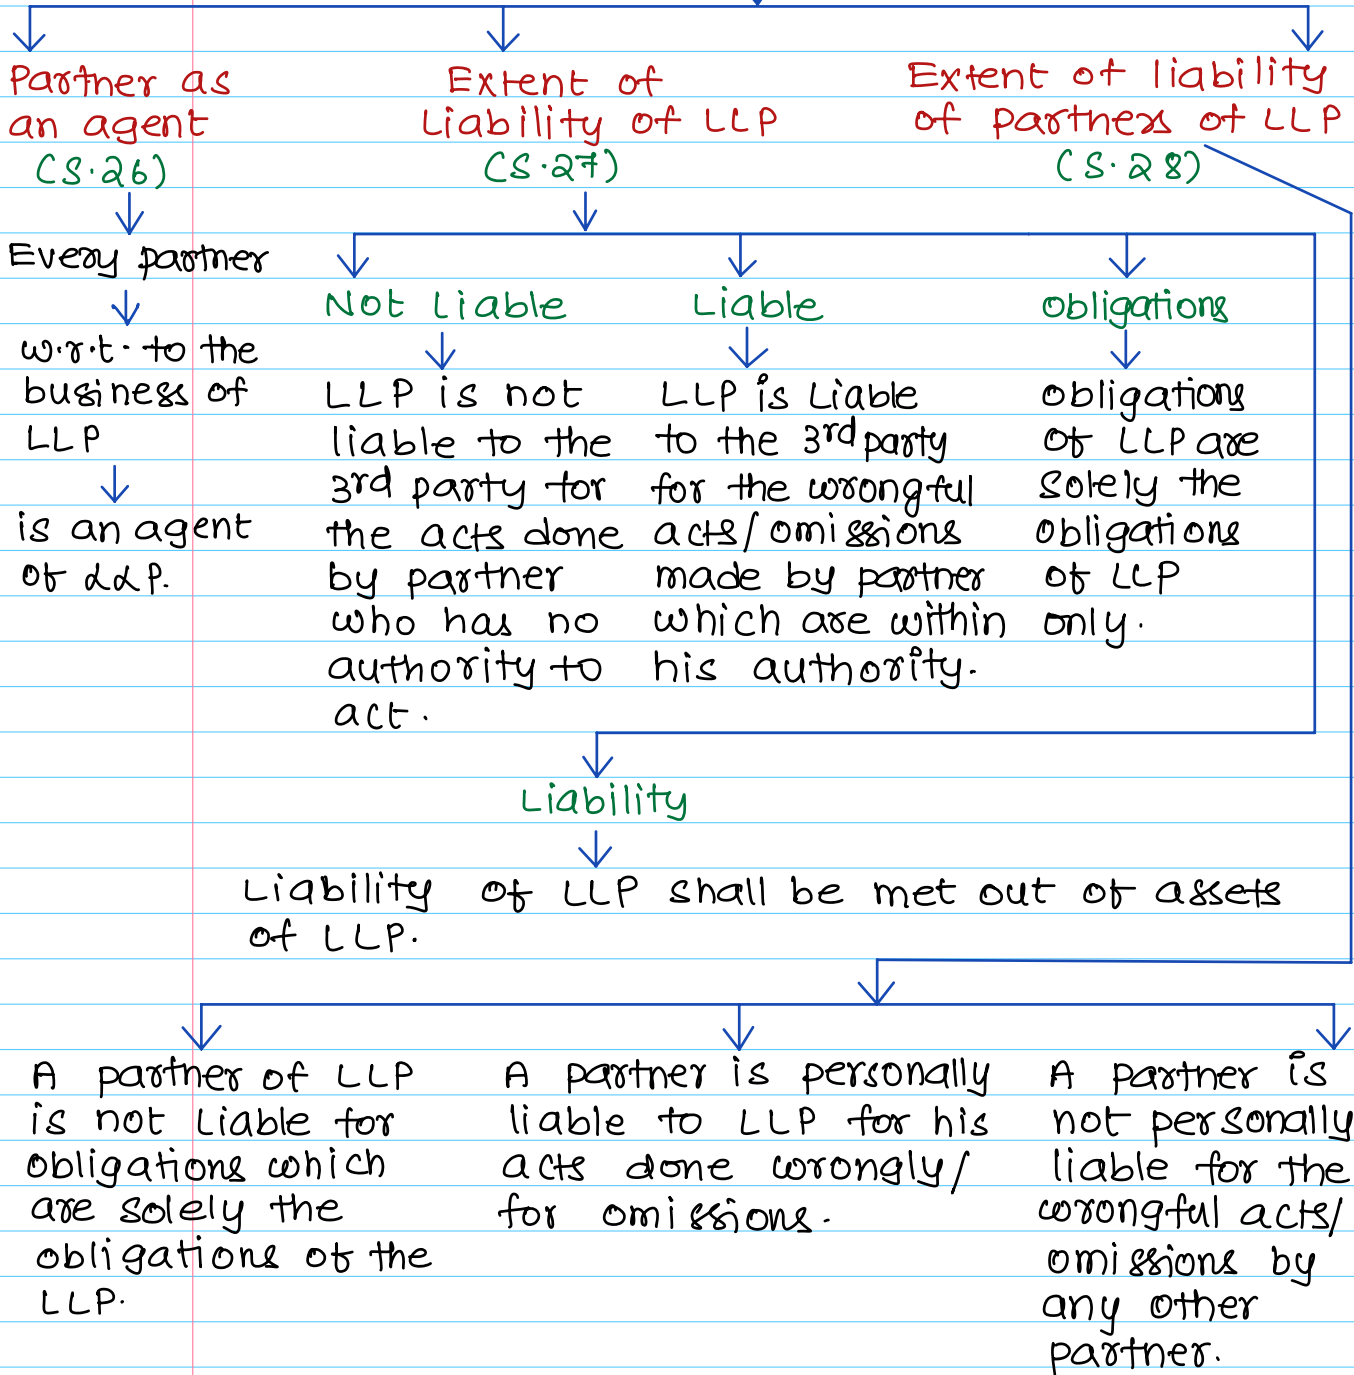 Partner as
an agent
(S.26)
Every partner
w.r.t. to the
business of
LLP
is an agent
of LLP.
Extent of
Liability of LLP
(S.27)
Not Liable
LLP is not
liable to the
3rd party for
the acts done
by partner
who has no
authority to
act.
Liable
LLP is Liable
to the 3rd party
for the wrongful
acts/omissions
made by partner
which are within
his authority.
Obligations
Obligations
of LLP are
Solely the
Obligations
of LLP
only.
Liability
Liability of LLP shall be met out of assets
of LLP.
Extent of liability
of partners of LLP
(S.28)
A partner of LLP
is not Liable for
obligations which
are solely the
obligations of the
LLP.
A partner is personally
liable to LLP for his
acts done wrongly/
for omissions.
A partner is
not personally
liable for the
wrongful acts/
omissions by
any other
partner.